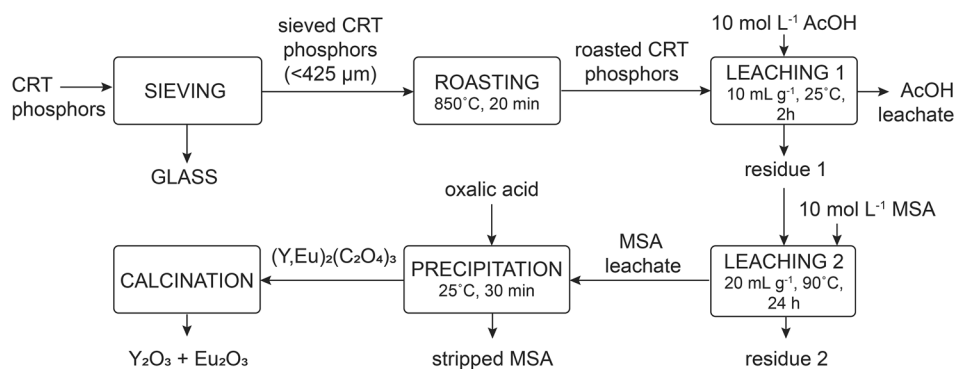 CRT
phosphors
SIEVING
GLASS
sieved CRT
phosphors
(<425 µm)
ROASTING
850˚C, 20 min
roasted CRT
phosphors
10 mol L⁻¹ AcOH
LEACHING 1
10 mL g⁻¹, 25˚C,
2h
AcOH
leachate
residue 1
10 mol L⁻¹ MSA
LEACHING 2
20 mL g⁻¹, 90˚C,
24 h
residue 2
MSA
leachate
oxalic acid
PRECIPITATION
25˚C, 30 min
stripped MSA
(Y,Eu)₂(C₂O₄)₃
CALCINATION
Y₂O₃ + Eu₂O₃